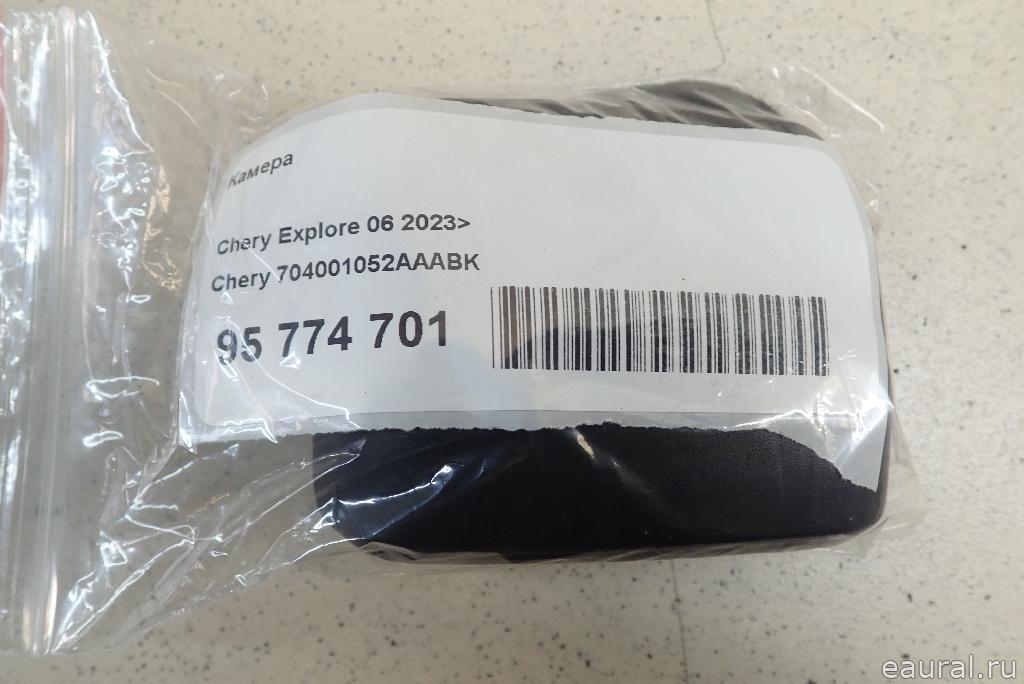 Камера
Chery Explore 06 2023>
Chery 704001052AAABK
95 774 701
eaural.ru